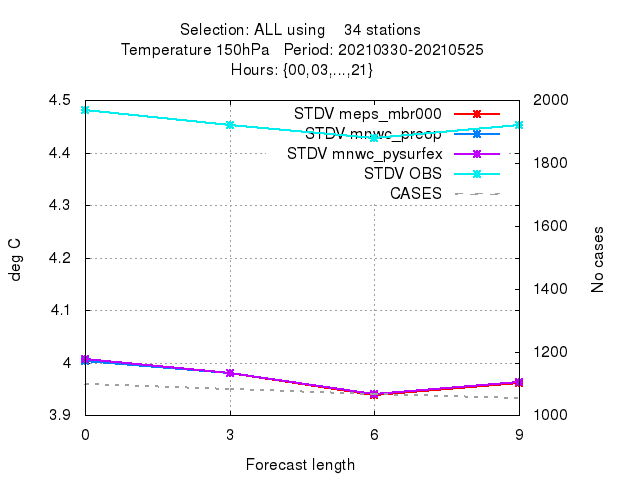 Selection: ALL using    34 stations
Temperature 150hPa   Period: 20210330-20210525
Hours: {00,03,...,21}
4.5
4.4
4.3
4.2
4.1
4
3.9
2000
1800
1600
1400
1200
1000
0
3
6
9
deg C
No cases
Forecast length
STDV meps_mbr000
STDV mnwc_preop
STDV mnwc_pysurfex
STDV OBS
CASES